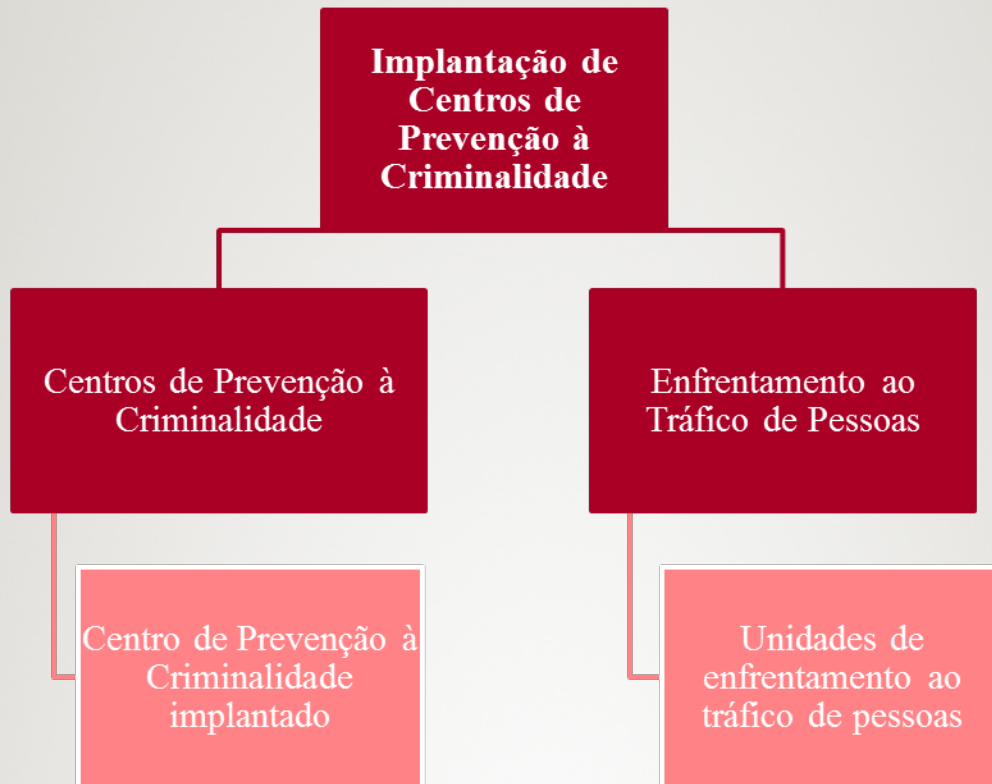 Implantação de
Centros de
Prevenção à
Criminalidade
Centros de Prevenção à
Criminalidade
Enfrentamento ao
Tráfico de Pessoas
Centro de Prevenção à
Criminalidade
implantado
Unidades de
enfrentamento ao
tráfico de pessoas